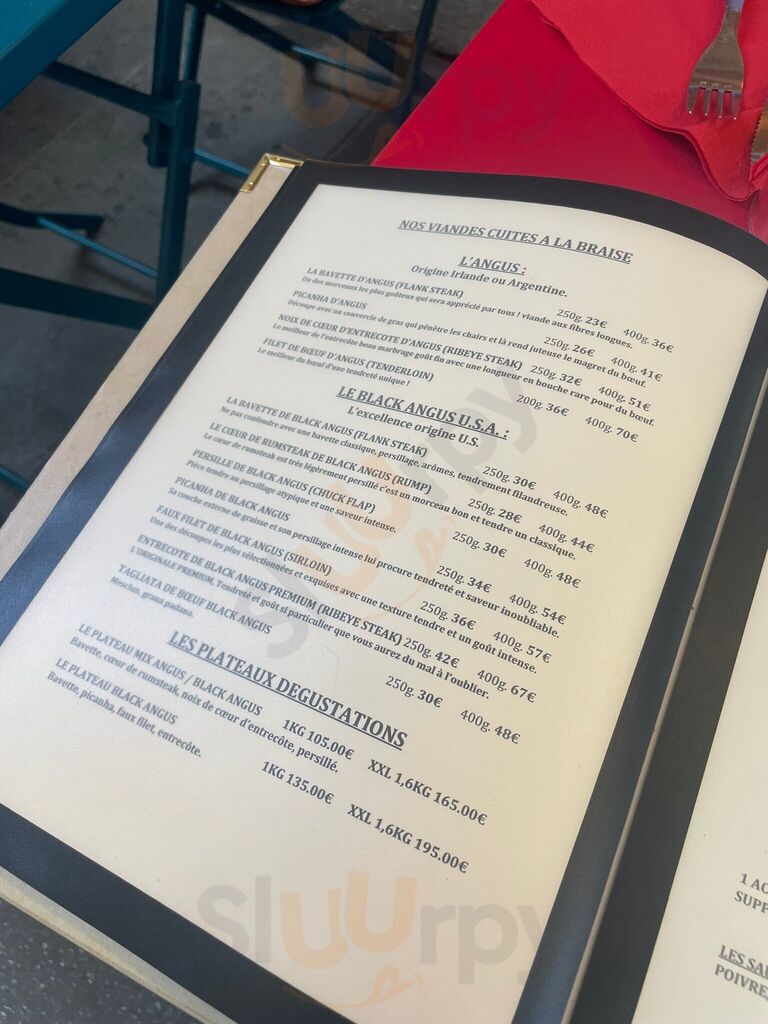 NOS VIANDES CUITES A LA BRAISE
L'ANGUS :
Origine Irlande ou Argentine.
LA BAVETTE D'ANGUS (FLANK STEAK) 250g. 23€ 400g. 36€
Un des morceaux les plus goûteux qui sera apprécié par tous ! viande aux fibres longues.
PICANHA D'ANGUS 250g. 26€ 400g. 41€
Découpe avec un couvercle de gras qui pénètre les chairs et là rend juteuse le magret du bœuf.
NOIX DE CŒUR D'ENTRECOTE D'ANGUS (RIBEYE STEAK) 250g. 32€ 400g. 51€
Le meilleur de l'entrecôte beau marbrage goût fin avec une longueur en bouche rare pour du bœuf.
FILET DE BŒUF D'ANGUS (TENDERLOIN) 200g. 36€ 400g. 70€
Le meilleur du bœuf d'une tendreté unique !
LE BLACK ANGUS U.S.A. :
L'excellence origine U.S.
LA BAVETTE DE BLACK ANGUS (FLANK STEAK) 250g. 30€ 400g. 48€
Ne pas confondre avec une bavette classique, persillage, arômes, tendrement filandreuse.
LE CŒUR DE RUMSTEAK DE BLACK ANGUS (RUMP) 250g. 28€ 400g. 44€
Le cœur de rumsteak est très légèrement persillé c'est un morceau bon et tendre un classique.
PERSILLE DE BLACK ANGUS (CHUCK FLAP) 250g. 30€ 400g. 48€
Pièce tendre au persillage atypique et une saveur intense.
PICANHA DE BLACK ANGUS 250g. 34€ 400g. 54€
Sa couche externe de graisse et son persillage intense lui procure tendreté et saveur inoubliable.
FAUX FILET DE BLACK ANGUS (SIRLOIN) 250g. 36€ 400g. 57€
Une des découpes les plus sélectionnées et exquises avec une texture tendre et un goût intense.
ENTRECOTE DE BLACK ANGUS PREMIUM (RIBEYE STEAK) 250g. 42€ 400g. 67€
L'ORIGINALE PREMIUM. Tendreté et goût si particulier que vous aurez du mal à l'oublier.
TAGLIATA DE BŒUF BLACK ANGUS 250g. 30€ 400g. 48€
Mesclun, grana padano.
LES PLATEAUX DEGUSTATIONS
LE PLATEAU MIX ANGUS / BLACK ANGUS 1KG 105.00€ XXL 1,6KG 165.00€
Bavette, cœur de rumsteak, noix de cœur d'entrecôte, persillé.
LE PLATEAU BLACK ANGUS 1KG 135.00€ XXL 1,6KG 195.00€
Bavette, picanha, faux filet, entrecôte.
1 AC
SUPP
LES SAU
POIVRE,
Sluurpy